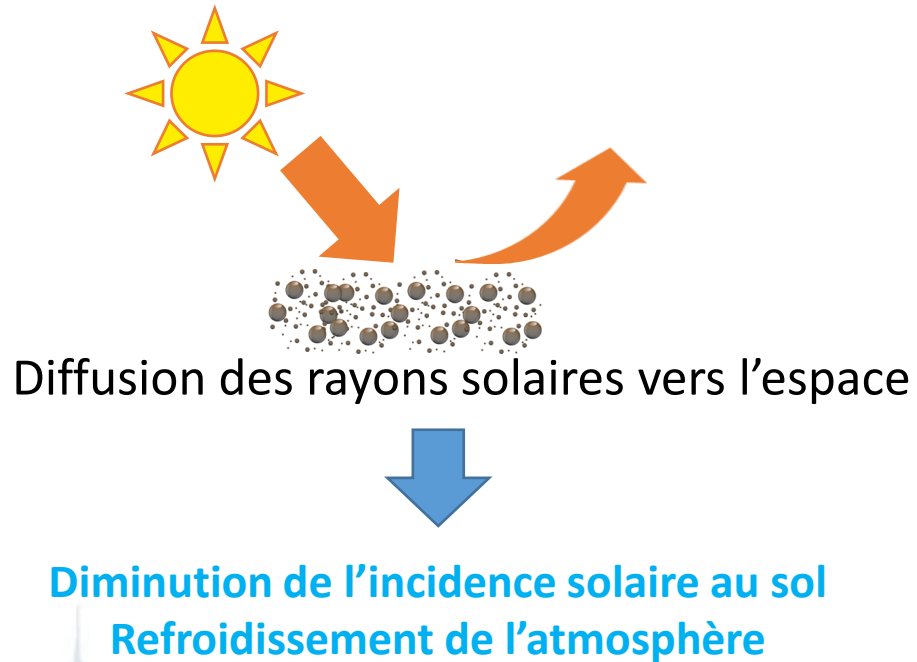 Diffusion des rayons solaires vers l’espace
Diminution de l’incidence solaire au sol
Refroidissement de l’atmosphère